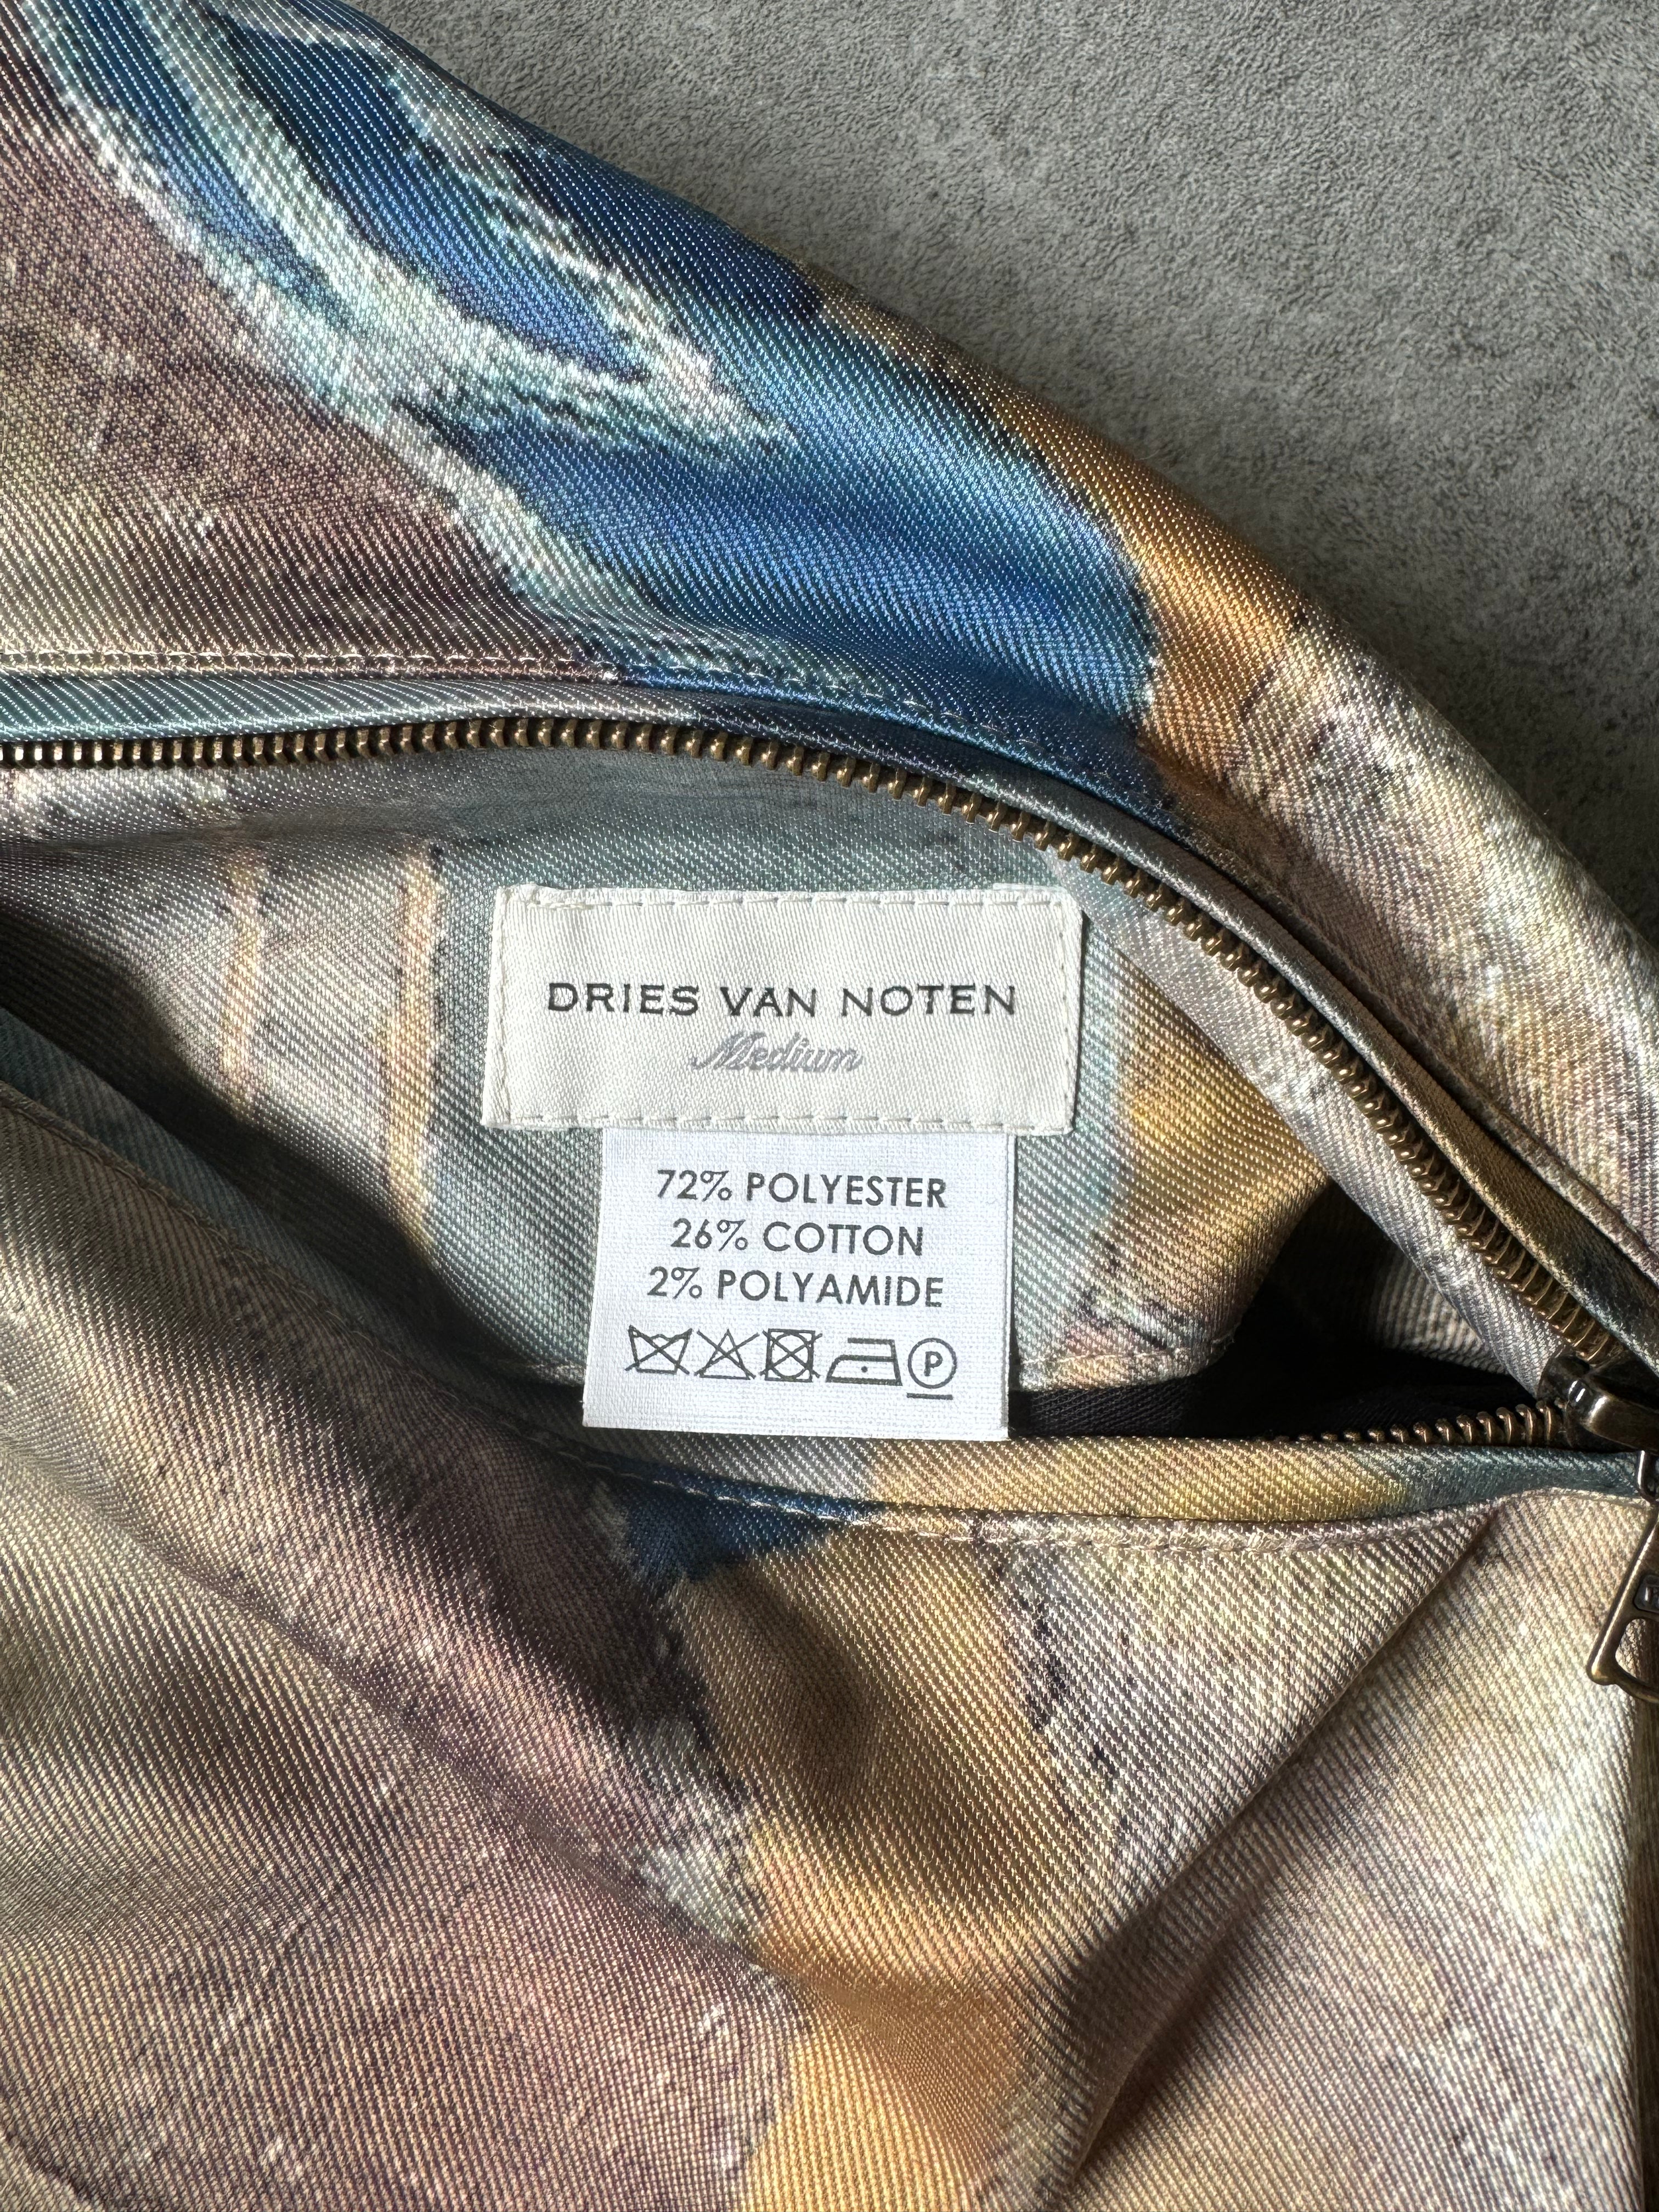 DRIES VAN NOTEN
Medium
72% POLYESTER
26% COTTON
2% POLYAMIDE
P